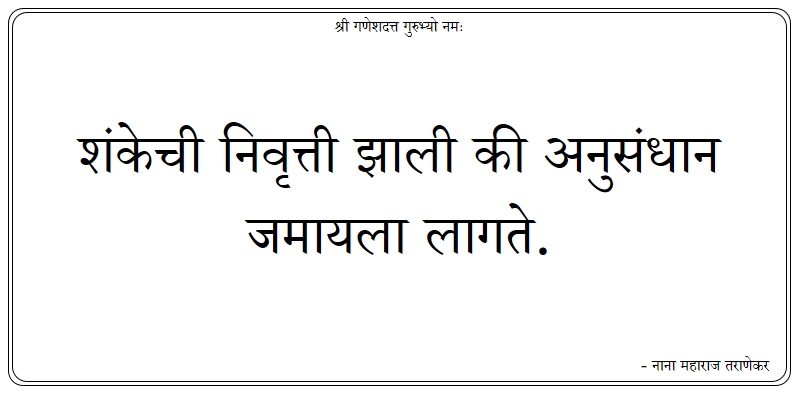 श्री गणेशदत्त गुरुभ्यो नमः
शंकेची निवृत्ती झाली की अनुसंधान
जमायला लागते.
- नाना महाराज तराणेकर